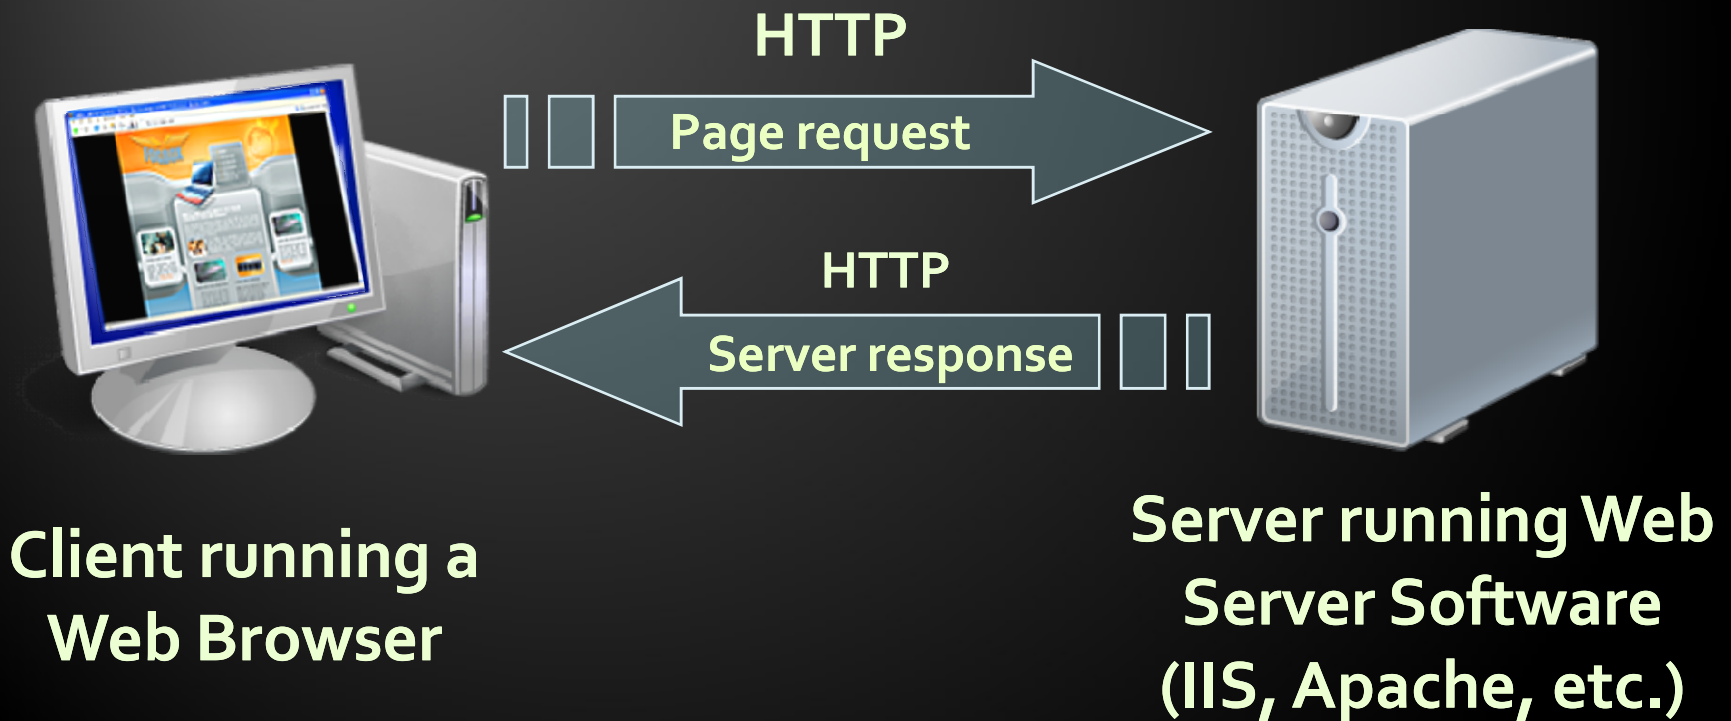 HTTP
Page request
HTTP
Server response
Client running a
Web Browser
Server running Web
Server Software
(IIS, Apache, etc.)